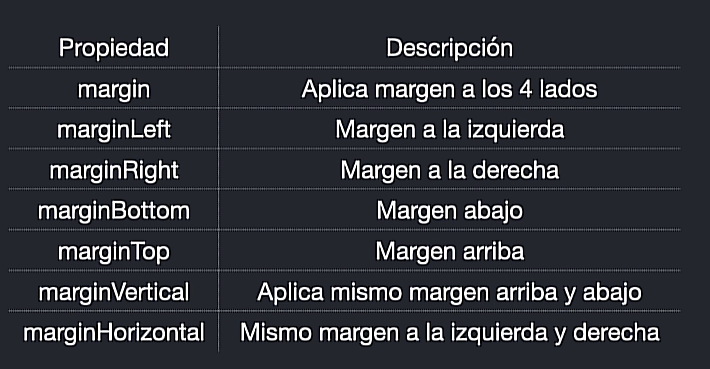 Propiedad Descripción
margin Aplica margen a los 4 lados
marginLeft Margen a la izquierda
marginRight Margen a la derecha
marginBottom Margen abajo
marginTop Margen arriba
marginVertical Aplica mismo margen arriba y abajo
marginHorizontal Mismo margen a la izquierda y derecha